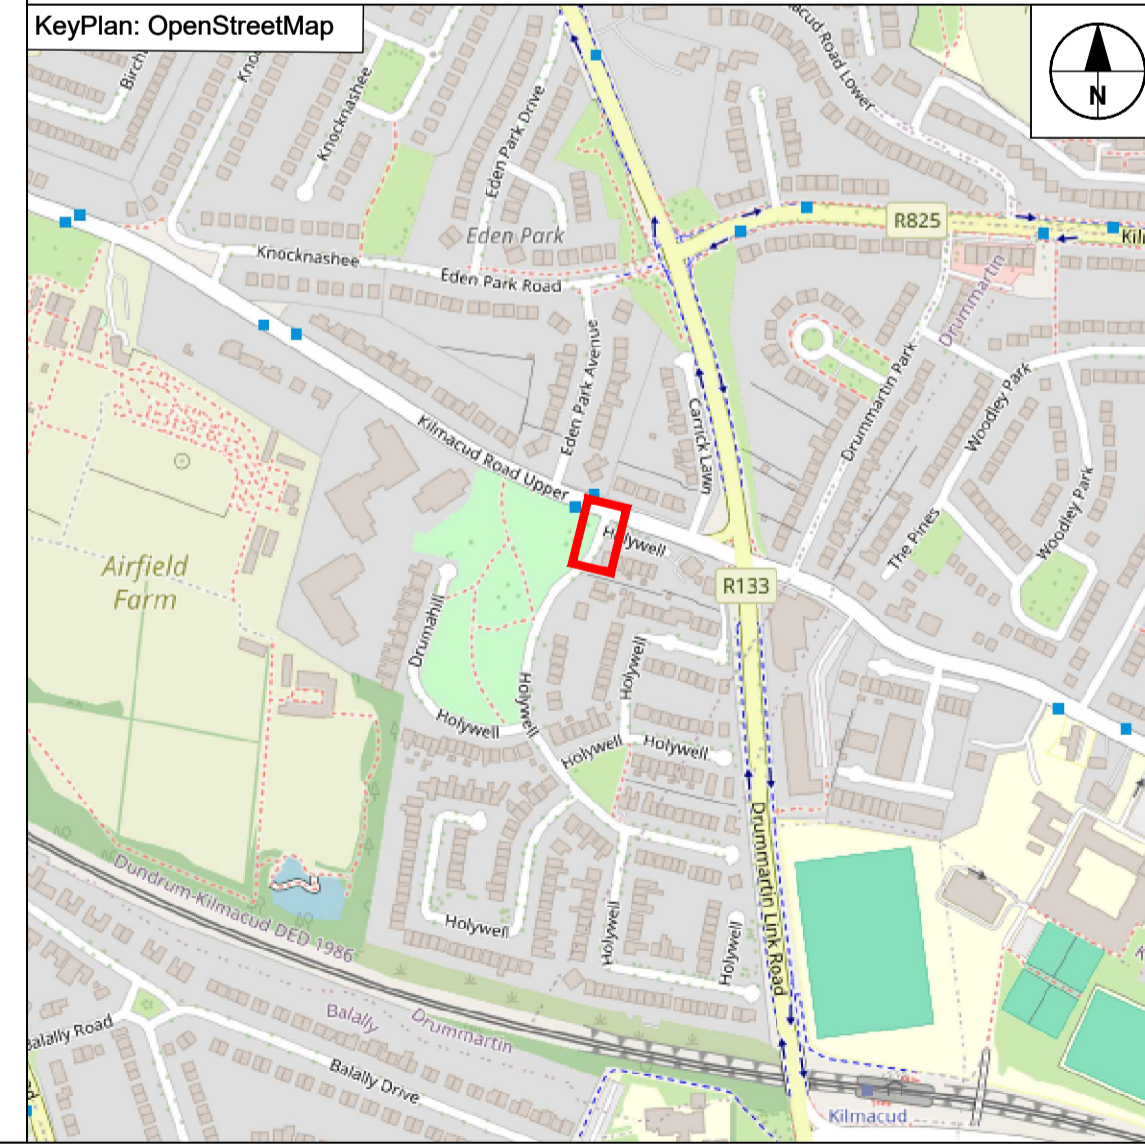 KeyPlan: OpenStreetMap
N
Knocknashee
Eden Park Drive
Eden Park
Knocknashee
Eden Park Road
R825
Drummartin
Eden Park Avenue
Carrick Lawn
Drummartin Park
Woodley Park
Kilmacud Road Upper
Holywell
The Pines
Woodley Park
Airfield
Farm
R133
Drumahill
Holywell
Holywell
Holywell
Holywell
Holywell
Drummartin Link Road
Dundrum-Kilmacud DED 1986
Holywell
Holywell
Holywell
Balally
Drummartin
Balally Road
Balally Drive
Kilmacud